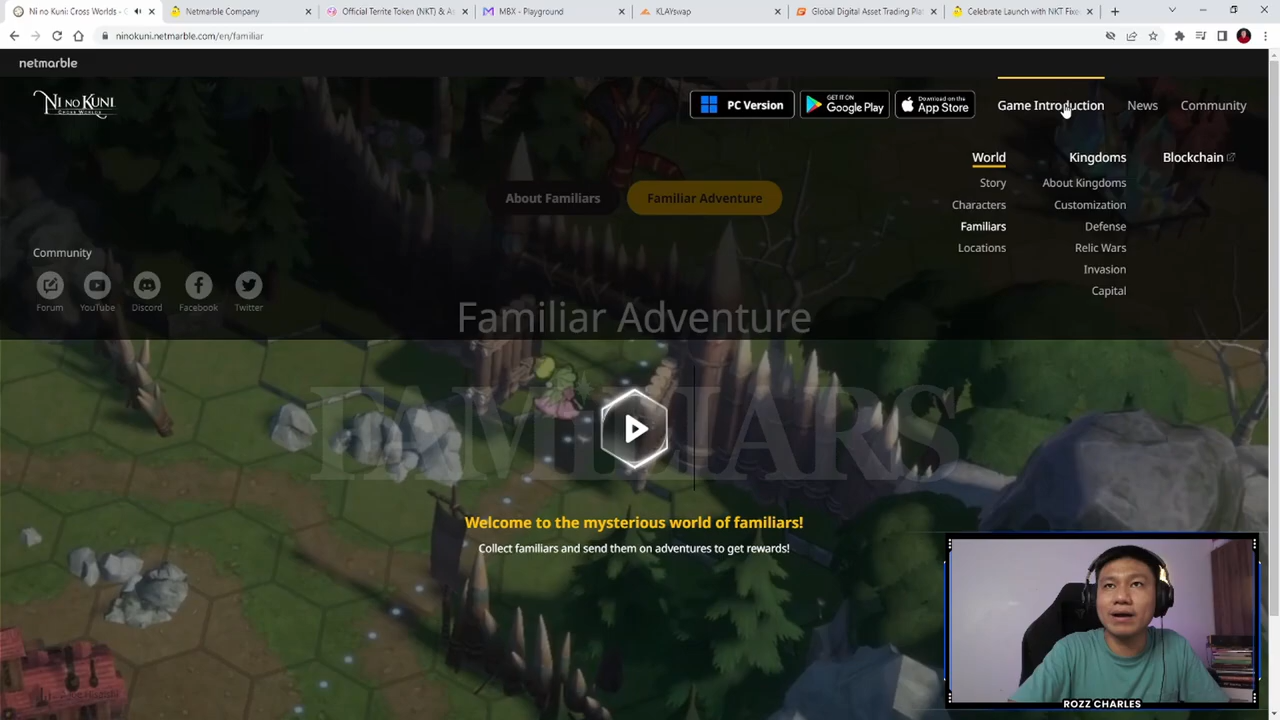 Ni no Kuni: Cross Worlds - 
Netmarble Company
Official Territe Token (NKT) & 
MBX - Playground
KLAYswap
Global Digital Asset Trading 
Celebrate Launch with NKT 
ninokuni.netmarble.com/en/familiar
netmarble
NI NO KUNI
CROSS WORLDS
PC Version
GET IT ON
Google Play
Download on the
App Store
Game Introduction
News
Community
World
Kingdoms
Blockchain
Story
About Kingdoms
Characters
Customization
Familiars
Defense
Locations
Relic Wars
Invasion
Capital
About Familiars
Familiar Adventure
Community
Forum
YouTube
Discord
Facebook
Twitter
Familiar Adventure
FAMILIARS
Welcome to the mysterious world of familiars!
Collect familiars and send them on adventures to get rewards!
ROZZ CHARLES